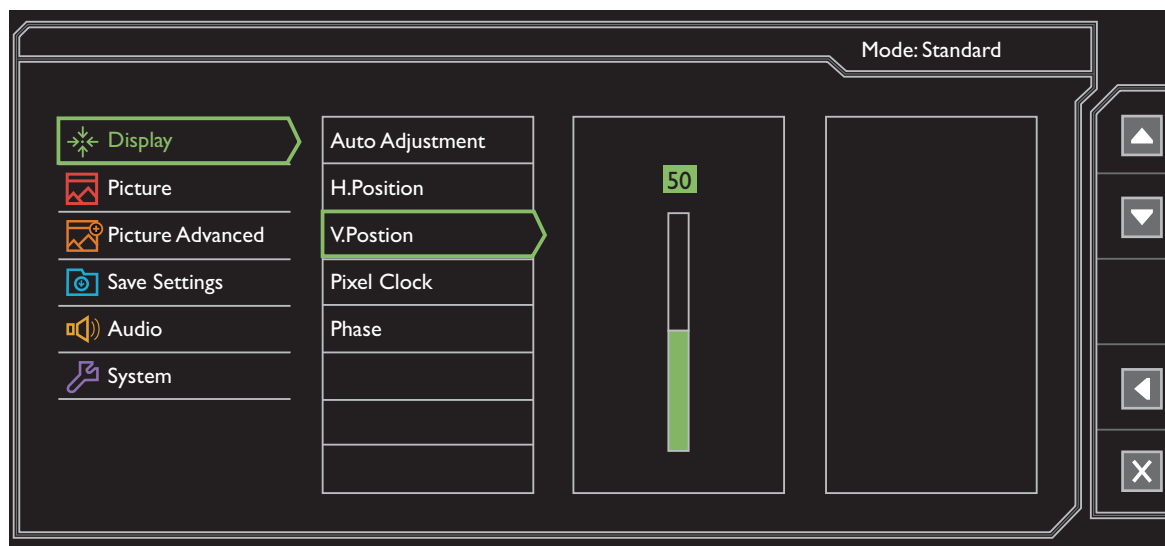 Mode: Standard
Display
Picture
Picture Advanced
Save Settings
Audio
System
Auto Adjustment
H.Position
V.Postion
Pixel Clock
Phase
50
X